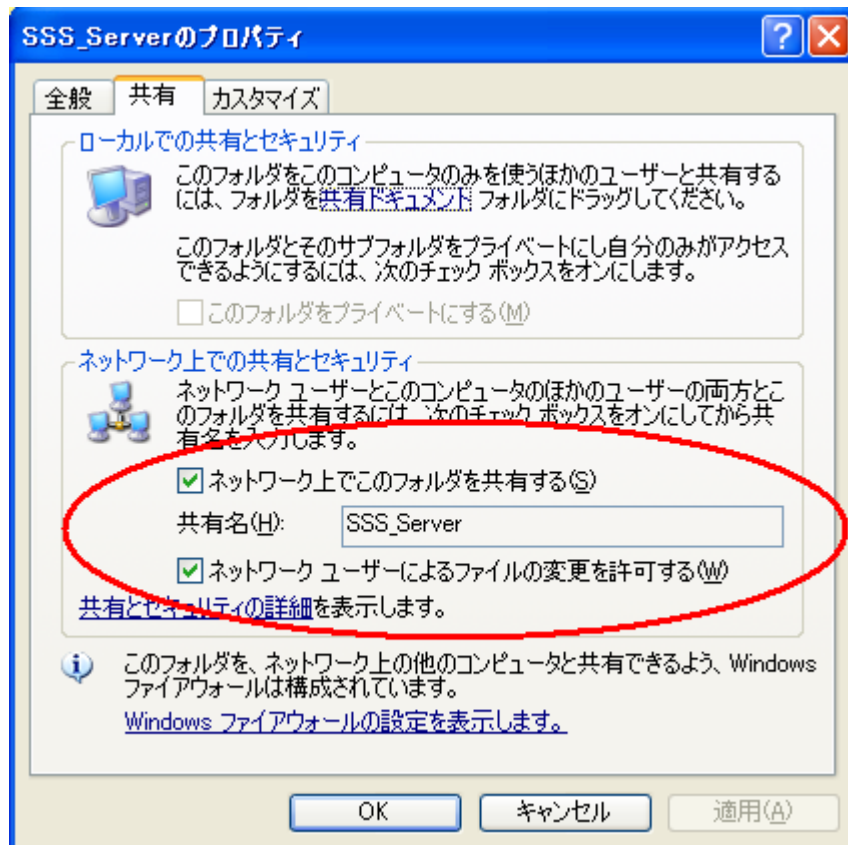 SSS_Serverのプロパティ
全般 共有 カスタマイズ
ローカルでの共有とセキュリティ
このフォルダをこのコンピュータのみを使うほかのユーザーと共有する
には、フォルダを共有ドキュメント フォルダにドラッグしてください。
このフォルダとそのサブフォルダをプライベートにし自分のみがアクセス
できるようにするには、次のチェック ボックスをオンにします。
このフォルダをプライベートにする(M)
ネットワーク上での共有とセキュリティ
ネットワーク ユーザーとこのコンピュータのほかのユーザーの両方とこ
のフォルダを共有するには、次のチェック ボックスをオンにしてから共
有名を入力します。
ネットワーク上でこのフォルダを共有する(S)
共有名(H): SSS_Server
ネットワーク ユーザーによるファイルの変更を許可する(W)
共有とセキュリティの詳細を表示します。
このフォルダを、ネットワーク上の他のコンピュータと共有できるよう、Windows
ファイアウォールは構成されています。
Windows ファイアウォールの設定を表示します。
OK キャンセル 適用(A)